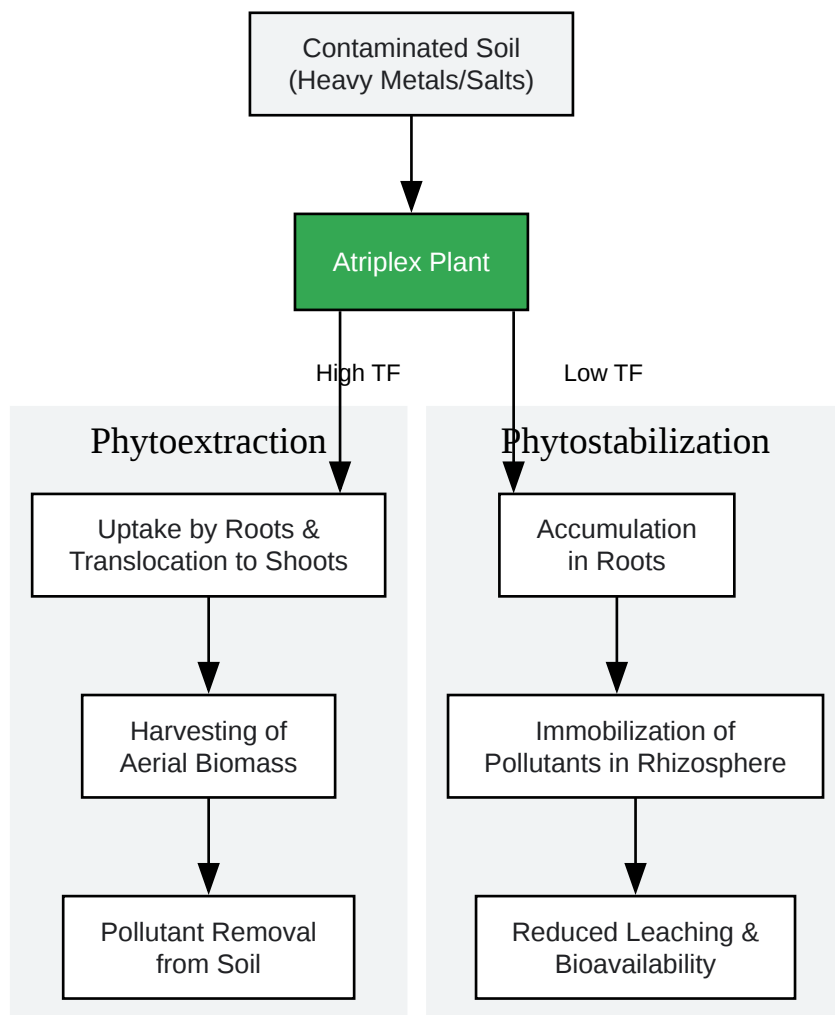 Contaminated Soil
(Heavy Metals/Salts)
Atriplex Plant
High TF
Low TF
Phytoextraction
Uptake by Roots &
Translocation to Shoots
Harvesting of
Aerial Biomass
Pollutant Removal
from Soil
Phytostabilization
Accumulation
in Roots
Immobilization of
Pollutants in Rhizosphere
Reduced Leaching &
Bioavailability